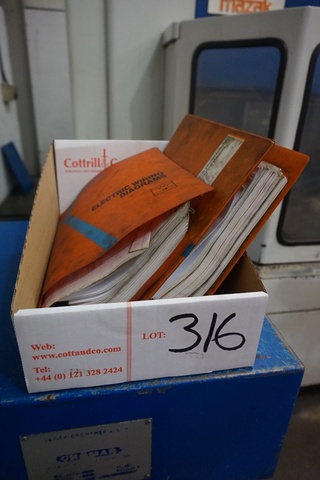 mazak
Cottrill
ELECTRIC WIRING
DIAGRAMS
Web:
www.cottandco.com
Tel:
+44 (0) 121 328 2424
LOT: 316